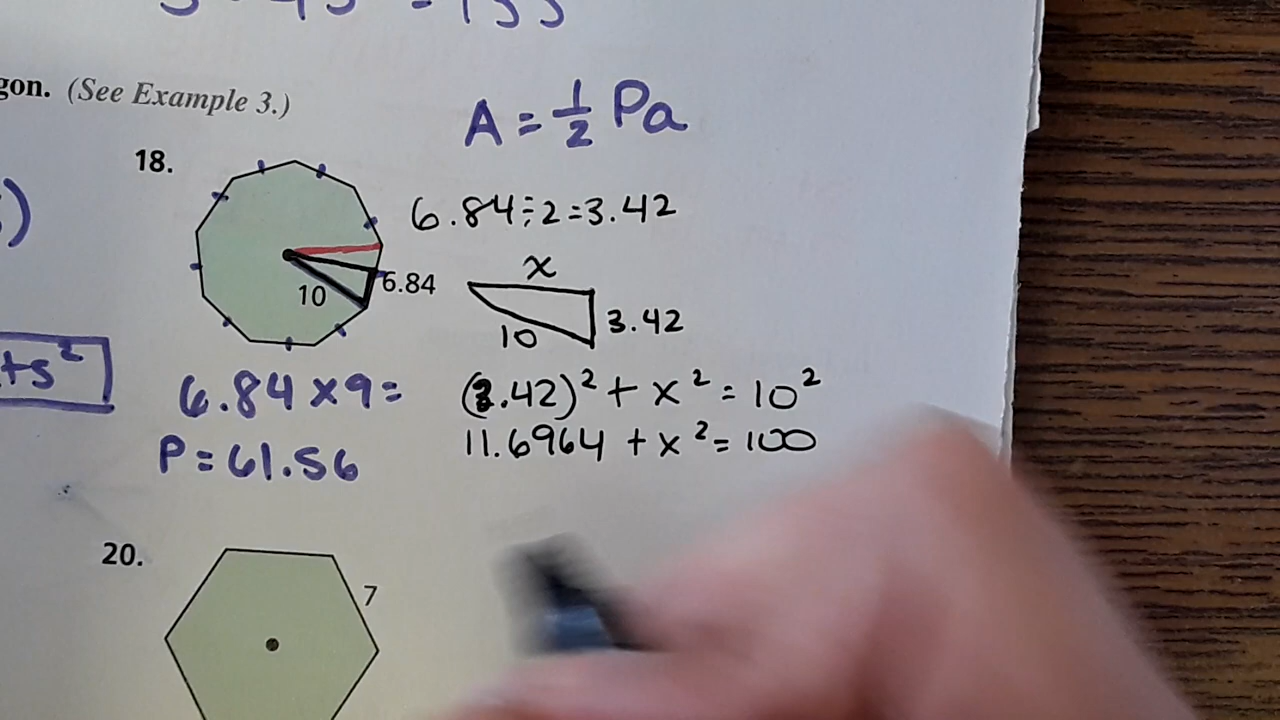 gon. (See Example 3.)
A = 1/2 Pa
18.
6.84÷2=3.42
x
6.84
10
3.42
10
+s²
6.84 x 9 =
(3.42)² + x² = 10²
P = 61.56
11.6964 + x² = 100
20.
7